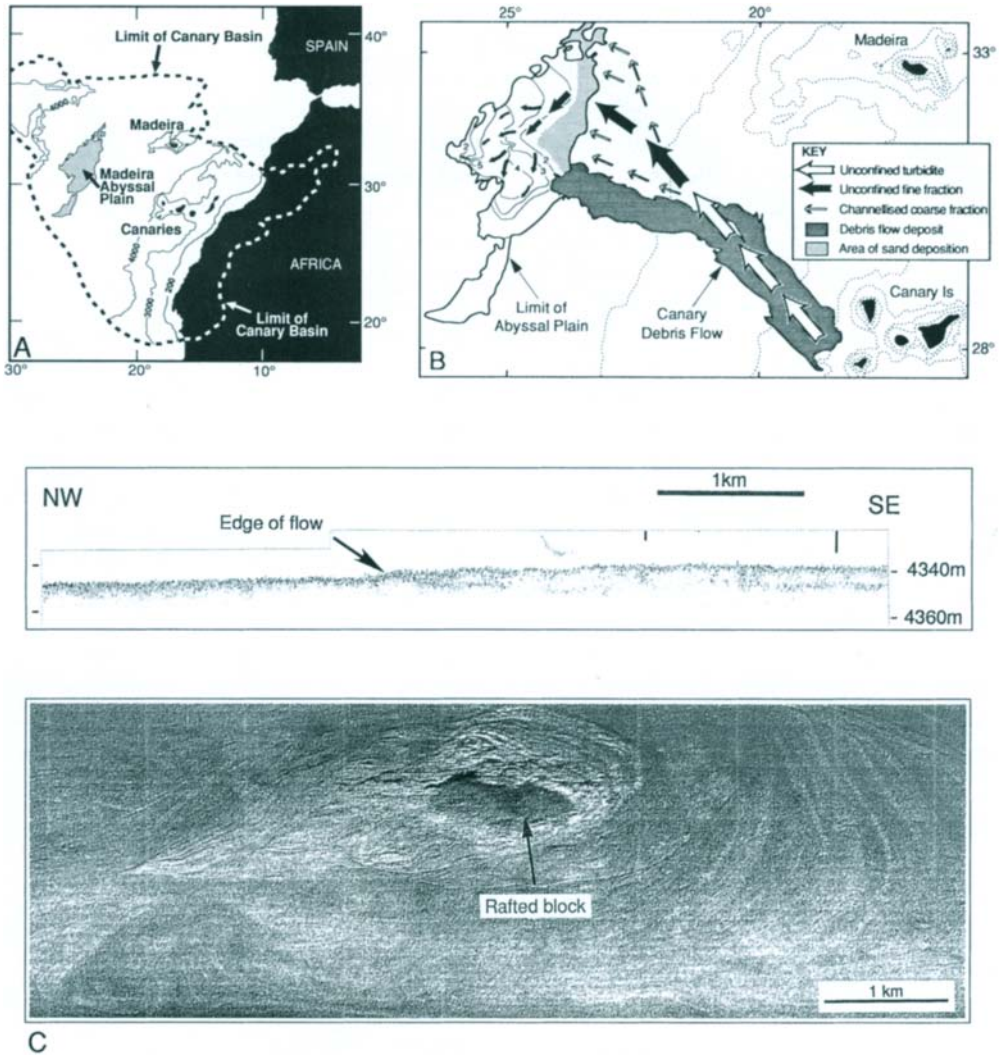 40°
SPAIN
Limit of Canary Basin
4000
Madeira
Madeira
Abyssal
Plain
30°
Canaries
4000
3000
200
AFRICA
Limit of
Canary Basin
20°
A
30°
20°
10°
25°
20°
Madeira
33°
KEY
Unconfined turbidite
Unconfined fine fraction
Channellised coarse fraction
Debris flow deposit
Area of sand deposition
Limit of
Abyssal Plain
Canary
Debris Flow
Canary Is
28°
B
NW
1km
SE
Edge of flow
4340m
4360m
Rafted block
1 km
C